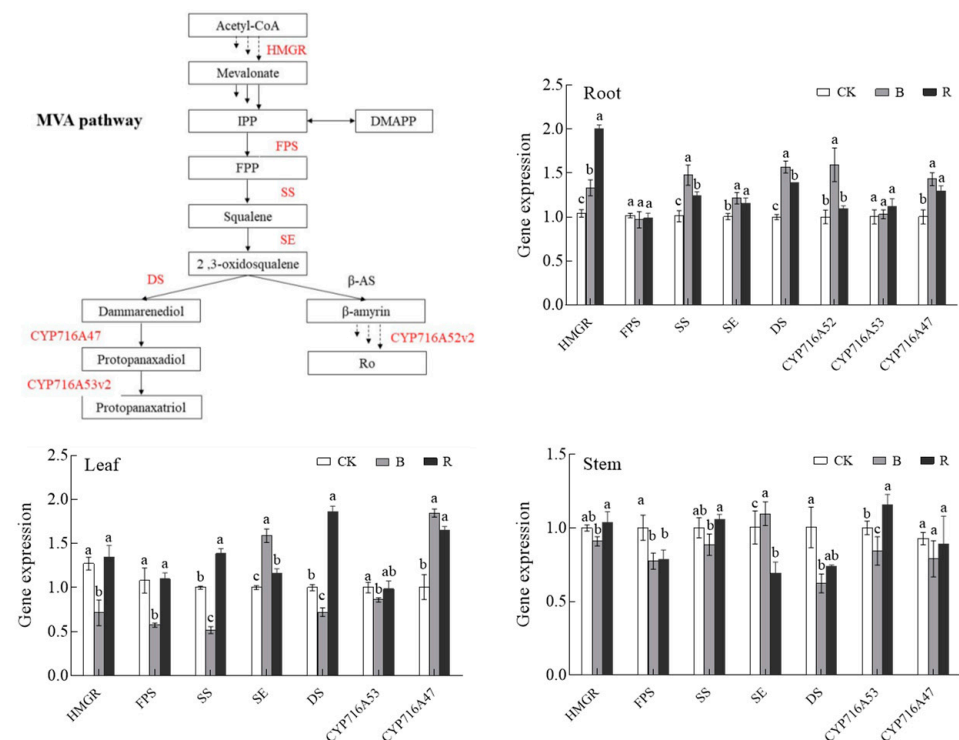 Acetyl-CoA
HMGR
Mevalonate
MVA pathway
IPP
DMAPP
FPS
FPP
SS
Squalene
SE
2 ,3-oxidosqualene
DS
β-AS
Dammarenediol
β-amyrin
CYP716A47
CYP716A52v2
Protopanaxadiol
Ro
CYP716A53v2
Protopanaxatriol
Root
CK B R
Gene expression
2.5
2.0
1.5
1.0
0.5
0.0
c b a
a a a
c a b
b a a
c a b
b a b
a a a
b a a
HMGR FPS SS SE DS CYP716A52 CYP716A53 CYP716A47
Leaf
CK B R
Gene expression
2.5
2.0
1.5
1.0
0.5
0.0
a b a
a b a
b c a
c a b
b c a
a b ab
b a a
HMGR FPS SS SE DS CYP716A53 CYP716A47
Stem
CK B R
Gene expression
1.5
1.0
0.5
0.0
ab b a
a b b
ab b a
c a b
a b ab
b c a
a a a
HMGR FPS SS SE DS CYP716A53 CYP716A47